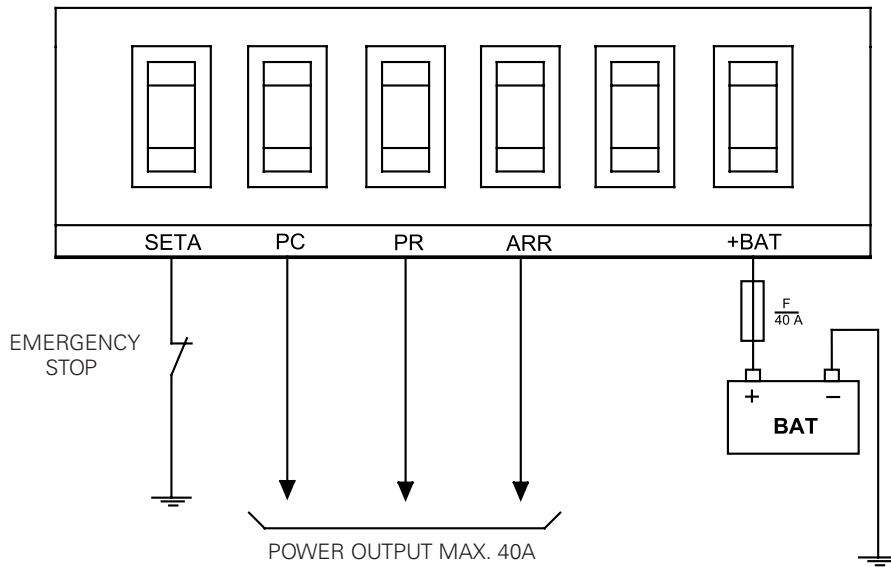 SETA PC PR ARR +BAT
EMERGENCY
STOP
F
40 A
+ −
BAT
POWER OUTPUT MAX. 40A